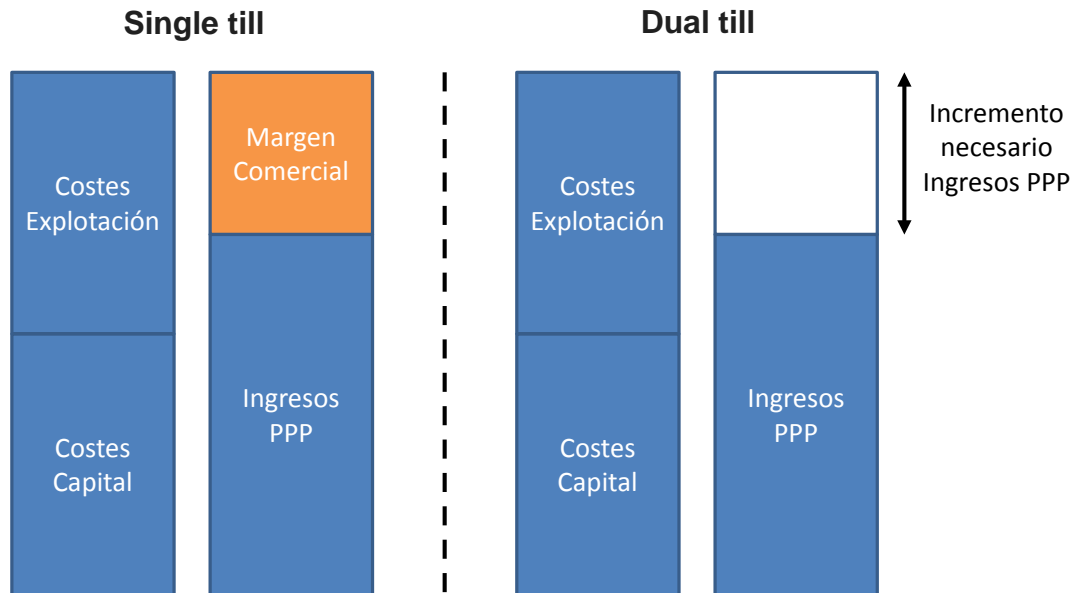 Single till
Dual till
Costes
Explotación
Margen
Comercial
Costes
Capital
Ingresos
PPP
Costes
Explotación
Incremento
necesario
Ingresos PPP
Costes
Capital
Ingresos
PPP